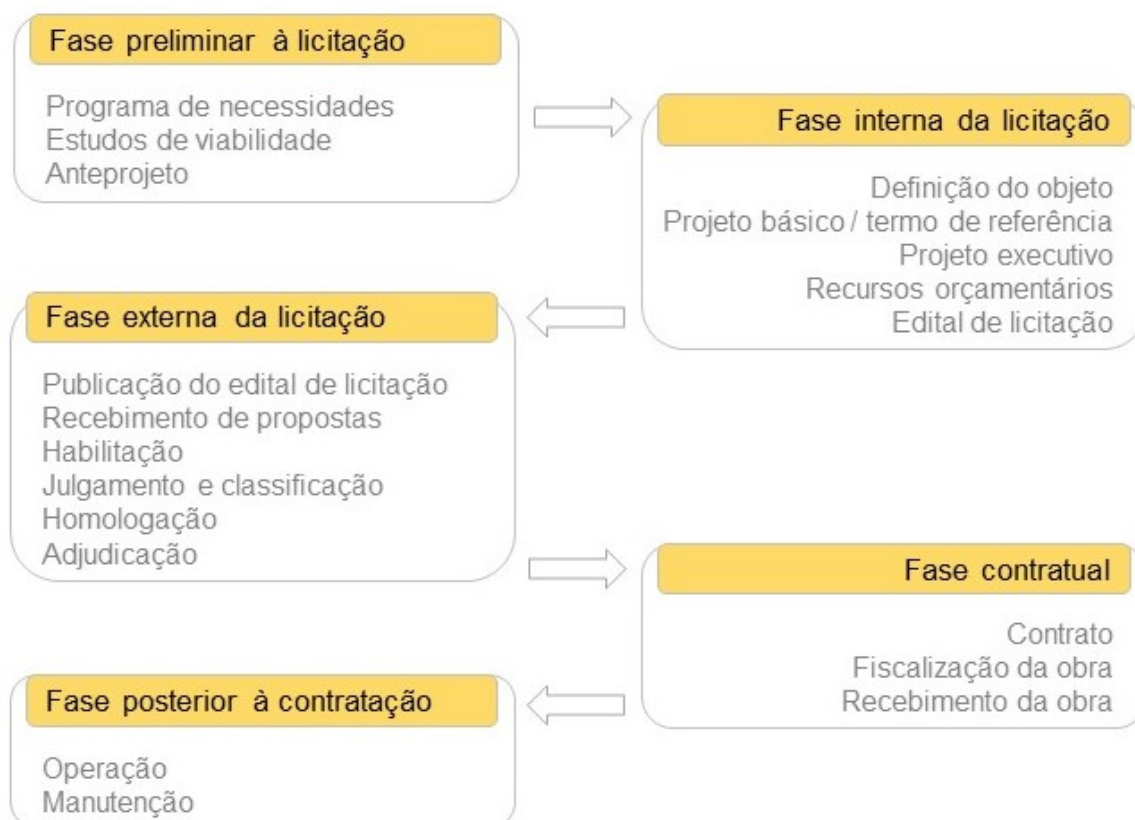 Fase preliminar à licitação
Programa de necessidades
Estudos de viabilidade
Anteprojeto
Fase interna da licitação
Definição do objeto
Projeto básico / termo de referência
Projeto executivo
Recursos orçamentários
Edital de licitação
Fase externa da licitação
Publicação do edital de licitação
Recebimento de propostas
Habilitação
Julgamento e classificação
Homologação
Adjudicação
Fase contratual
Contrato
Fiscalização da obra
Recebimento da obra
Fase posterior à contratação
Operação
Manutenção